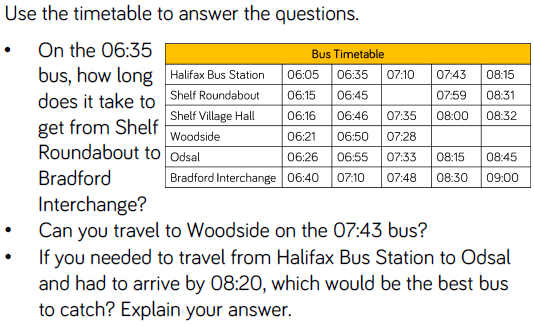 Use the timetable to answer the questions.
• On the 06:35
bus, how long
does it take to
get from Shelf
Roundabout to
Bradford
Interchange?
Bus Timetable
Halifax Bus Station 06:05 06:35 07:10 07:43 08:15
Shelf Roundabout 06:15 06:45 07:59 08:31
Shelf Village Hall 06:16 06:46 07:35 08:00 08:32
Woodside 06:21 06:50 07:28
Odsal 06:26 06:55 07:33 08:15 08:45
Bradford Interchange 06:40 07:10 07:48 08:30 09:00
• Can you travel to Woodside on the 07:43 bus?
• If you needed to travel from Halifax Bus Station to Odsal
and had to arrive by 08:20, which would be the best bus
to catch? Explain your answer.